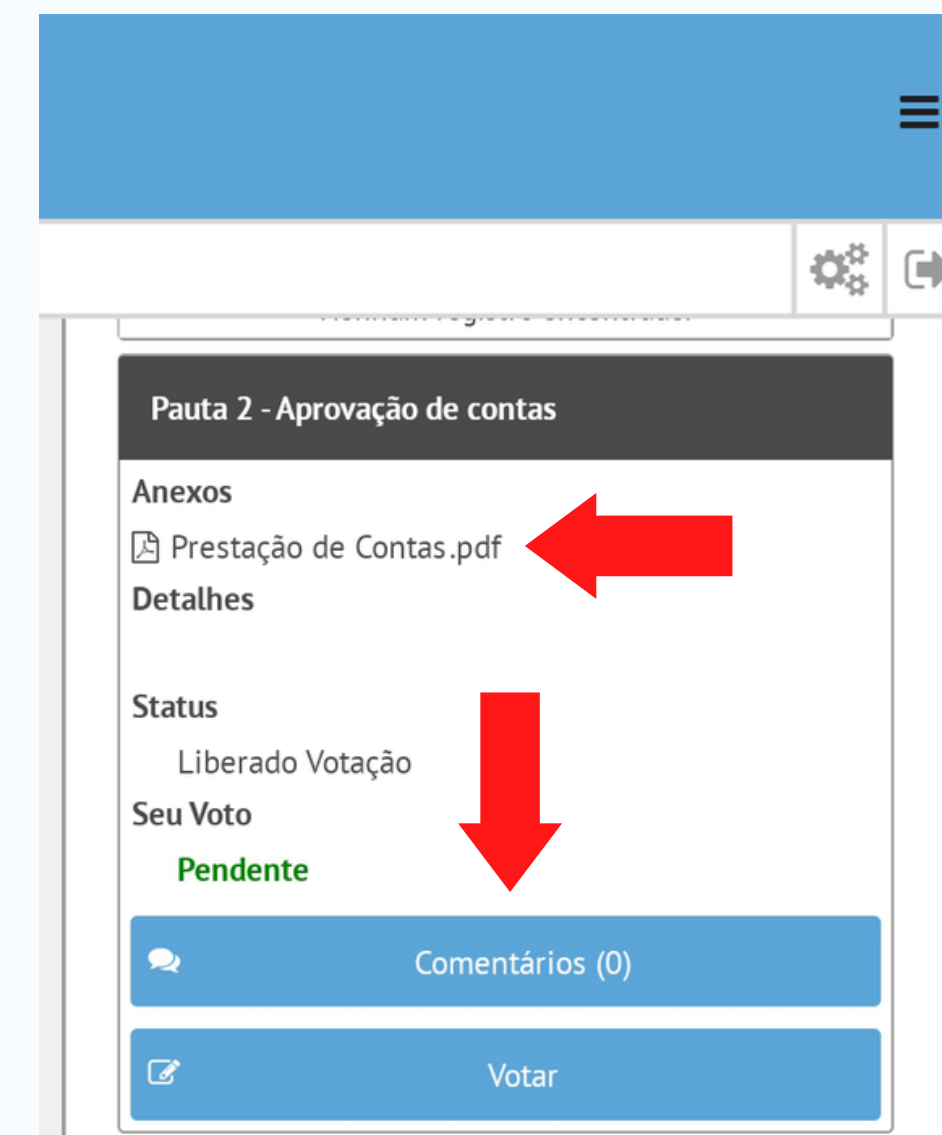 Pauta 2 - Aprovação de contas
Anexos
Prestação de Contas.pdf
Detalhes
Status
Liberado Votação
Seu Voto
Pendente
Comentários (0)
Votar